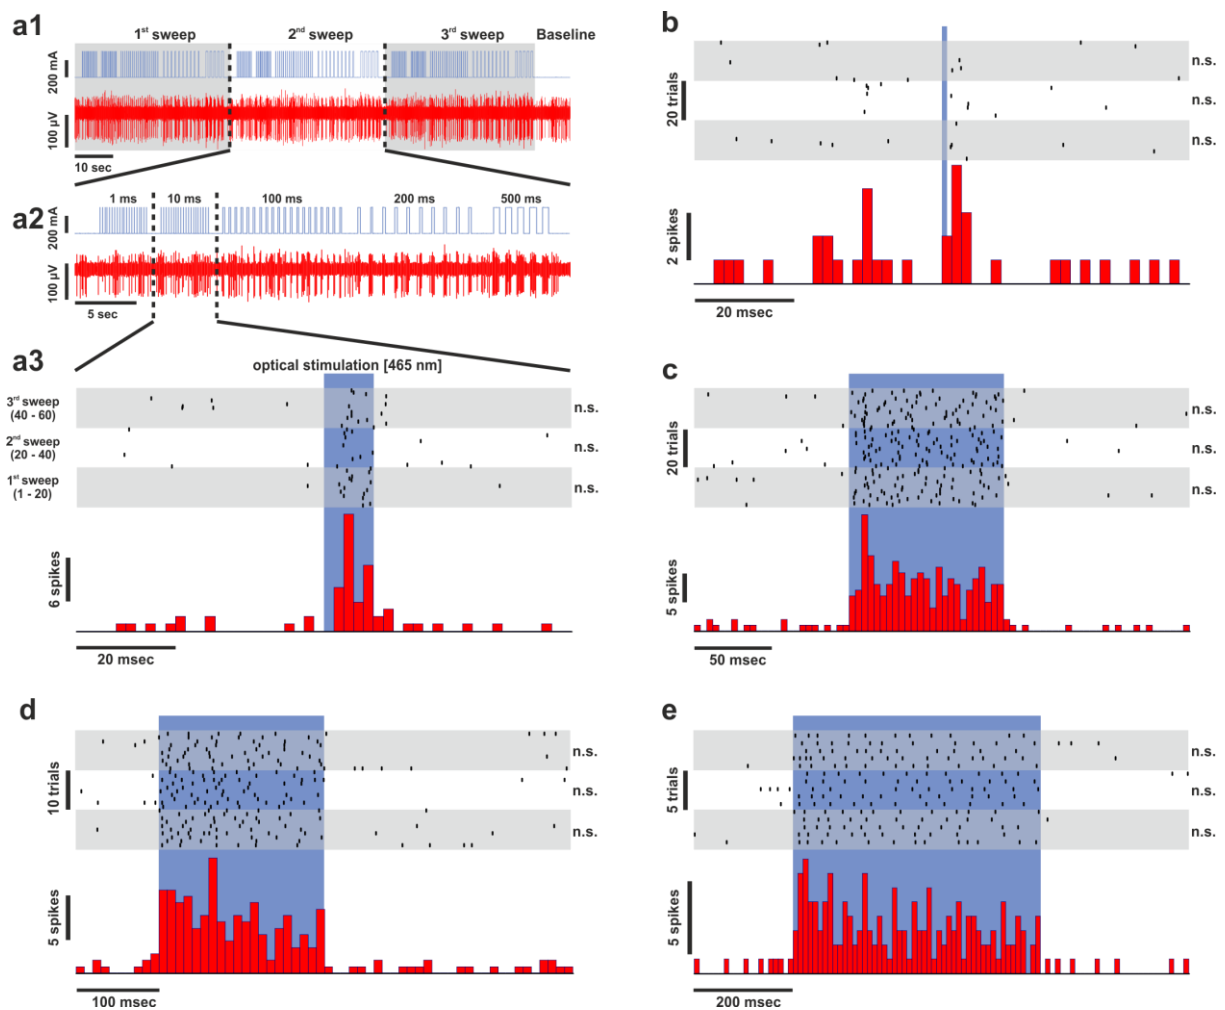 a1
1st sweep
2nd sweep
3rd sweep
Baseline
200 mA
100 µV
10 sec
a2
1 ms
10 ms
100 ms
200 ms
500 ms
200 mA
100 µV
5 sec
a3
optical stimulation [465 nm]
3rd sweep
(40 - 60)
n.s.
2nd sweep
(20 - 40)
n.s.
1st sweep
(1 - 20)
n.s.
6 spikes
20 msec
b
n.s.
20 trials
n.s.
n.s.
2 spikes
20 msec
c
n.s.
20 trials
n.s.
n.s.
5 spikes
50 msec
d
n.s.
10 trials
n.s.
n.s.
5 spikes
100 msec
e
n.s.
5 trials
n.s.
n.s.
5 spikes
200 msec